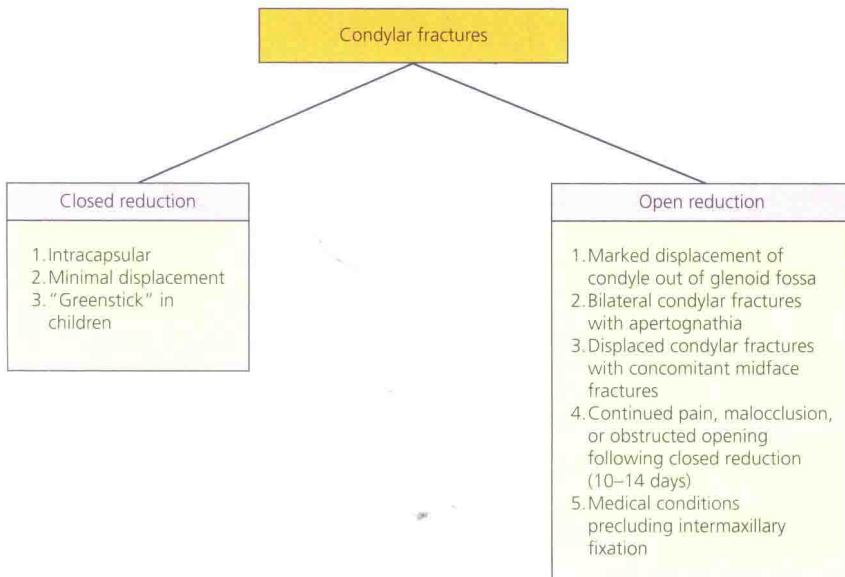 Condylar fractures
Closed reduction
1. Intracapsular
2. Minimal displacement
3. "Greenstick" in
children
Open reduction
1. Marked displacement of
condyle out of glenoid fossa
2. Bilateral condylar fractures
with apertognathia
3. Displaced condylar fractures
with concomitant midface
fractures
4. Continued pain, malocclusion,
or obstructed opening
following closed reduction
(10–14 days)
5. Medical conditions
precluding intermaxillary
fixation